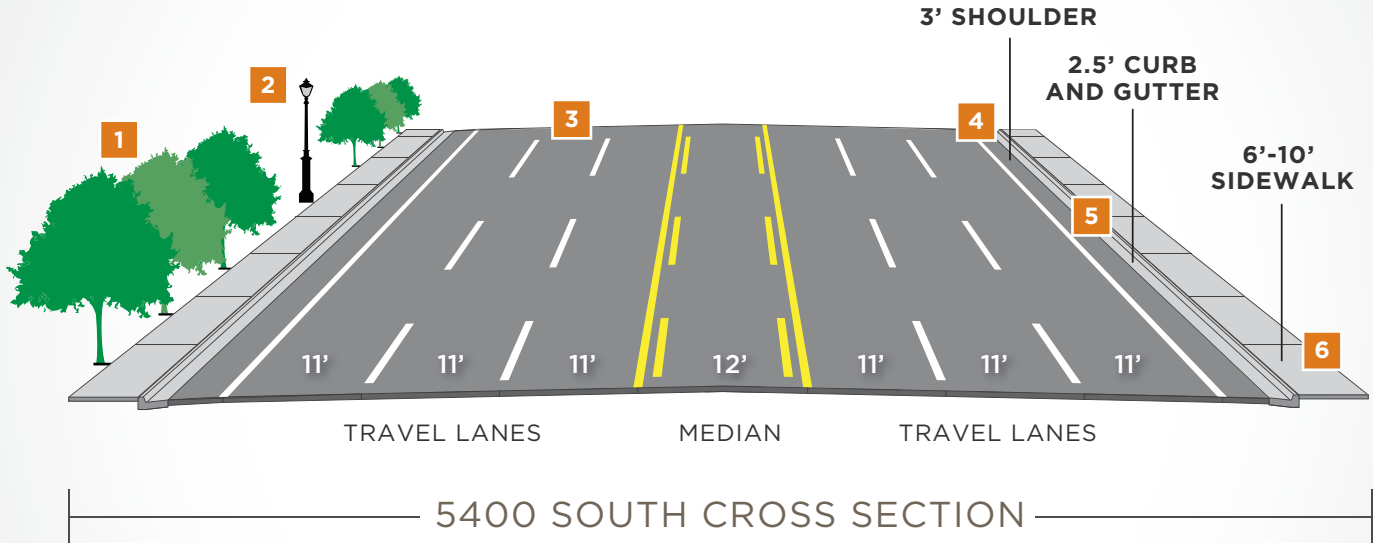 3’ SHOULDER
2.5’ CURB
AND GUTTER
6’-10’
SIDEWALK
1
2
3
4
5
6
11’ 11’ 11’ 12’ 11’ 11’ 11’
TRAVEL LANES MEDIAN TRAVEL LANES
5400 SOUTH CROSS SECTION